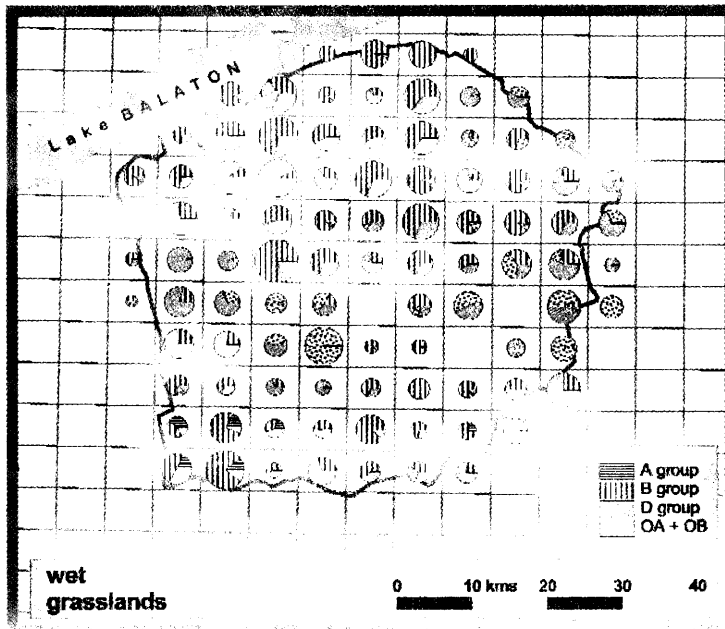 Lake BALATON
A group
B group
D group
OA + OB
wet
grasslands
0 10 kms 20 30 40